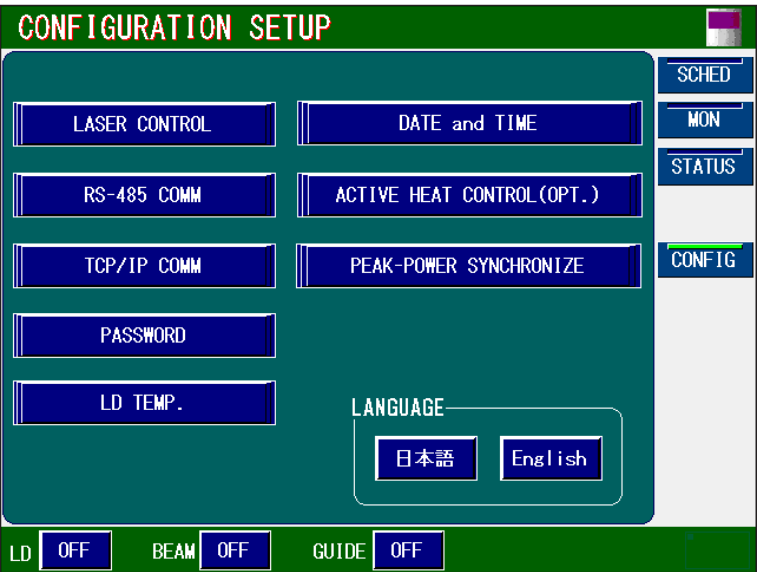 CONFIGURATION SETUP
SCHED
MON
STATUS
CONFIG
LASER CONTROL
DATE and TIME
RS-485 COMM
ACTIVE HEAT CONTROL(OPT.)
TCP/IP COMM
PEAK-POWER SYNCHRONIZE
PASSWORD
LD TEMP.
LANGUAGE
日本語 English
LD OFF BEAM OFF GUIDE OFF